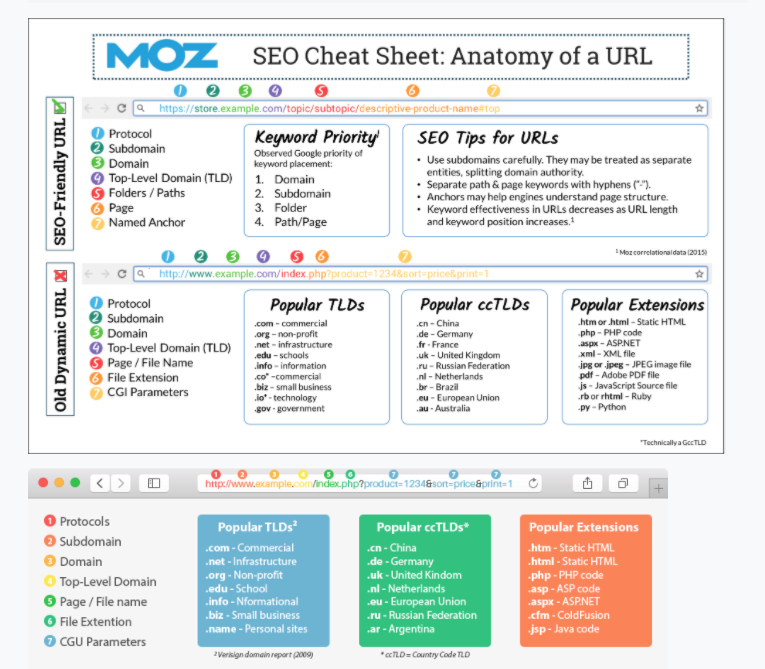 MOZ SEO Cheat Sheet: Anatomy of a URL
1 2 3 4 5 6 7
https://store.example.com/topic/subtopic/descriptive-product-name#top
SEO-Friendly URL
1 Protocol
2 Subdomain
3 Domain
4 Top-Level Domain (TLD)
5 Folders / Paths
6 Page
7 Named Anchor
Keyword Priority¹
Observed Google priority of
keyword placement:
1. Domain
2. Subdomain
3. Folder
4. Path/Page
SEO Tips for URLs
• Use subdomains carefully. They may be treated as separate
entities, splitting domain authority.
• Separate path & page keywords with hyphens ("-").
• Anchors may help engines understand page structure.
• Keyword effectiveness in URLs decreases as URL length
and keyword position increases.¹
¹ Moz correlational data (2015)
1 2 3 4 5 6 7
http://www.example.com/index.php?product=1234&sort=price&print=1
Old Dynamic URL
1 Protocol
2 Subdomain
3 Domain
4 Top-Level Domain (TLD)
5 Page / File Name
6 File Extension
7 CGI Parameters
Popular TLDs
.com – commercial
.org – non-profit
.net – infrastructure
.edu – schools
.info – information
.co* –commercial
.biz – small business
.io* - technology
.gov - government
Popular ccTLDs
.cn – China
.de – Germany
.fr - France
.uk – United Kingdom
.ru – Russian Federation
.nl – Netherlands
.br – Brazil
.eu – European Union
.au - Australia
Popular Extensions
.htm or .html – Static HTML
.php – PHP code
.aspx – ASP.NET
.xml – XML file
.jpg or .jpeg – JPEG image file
.pdf – Adobe PDF file
.js – JavaScript Source file
.rb or rhtml – Ruby
.py – Python
*Technically a GccTLD
1 2 3 4 5 6 7 7 7
http://www.example.com/index.php?product=1234&sort=price&print=1
1 Protocols
2 Subdomain
3 Domain
4 Top-Level Domain
5 Page / File name
6 File Extention
7 CGU Parameters
Popular TLDs²
.com - Commercial
.net - Infrastructure
.org - Non-profit
.edu - School
.info - Nformational
.biz - Small business
.name - Personal sites
² Verisign domain report (2009)
Popular ccTLDs*
.cn - China
.de - Germany
.uk - United Kindom
.nl - Netherlands
.eu - European Union
.ru - Russian Federation
.ar - Argentina
* ccTLD = Country Code TLD
Popular Extensions
.htm - Static HTML
.html - Static HTML
.php - PHP code
.asp - ASP code
.aspx - ASP.NET
.cfm - ColdFusion
.jsp - Java code